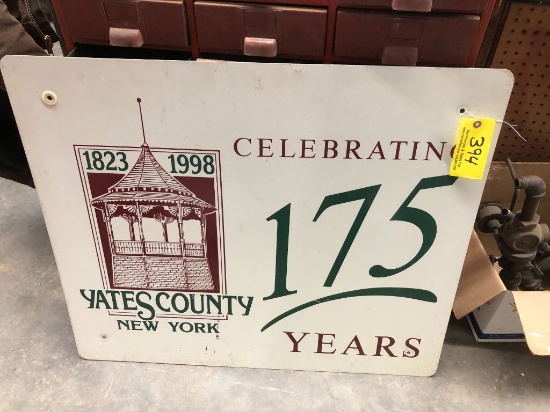 1823 1998
YATES COUNTY
NEW YORK
CELEBRATIN
175
YEARS
394